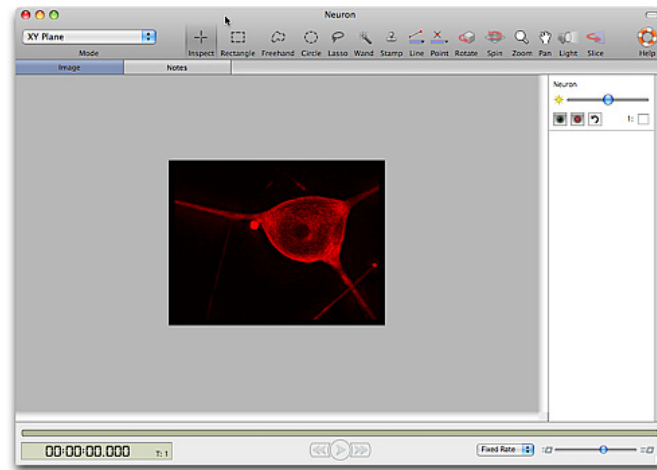 Neuron
XY Plane
Mode
Inspect Rectangle Freehand Circle Lasso Wand Stamp Line Point Rotate Spin Zoom Pan Light Slice Help
Image Notes
Neuron
1:
00:00:00.000 T: 1
Fixed Rate